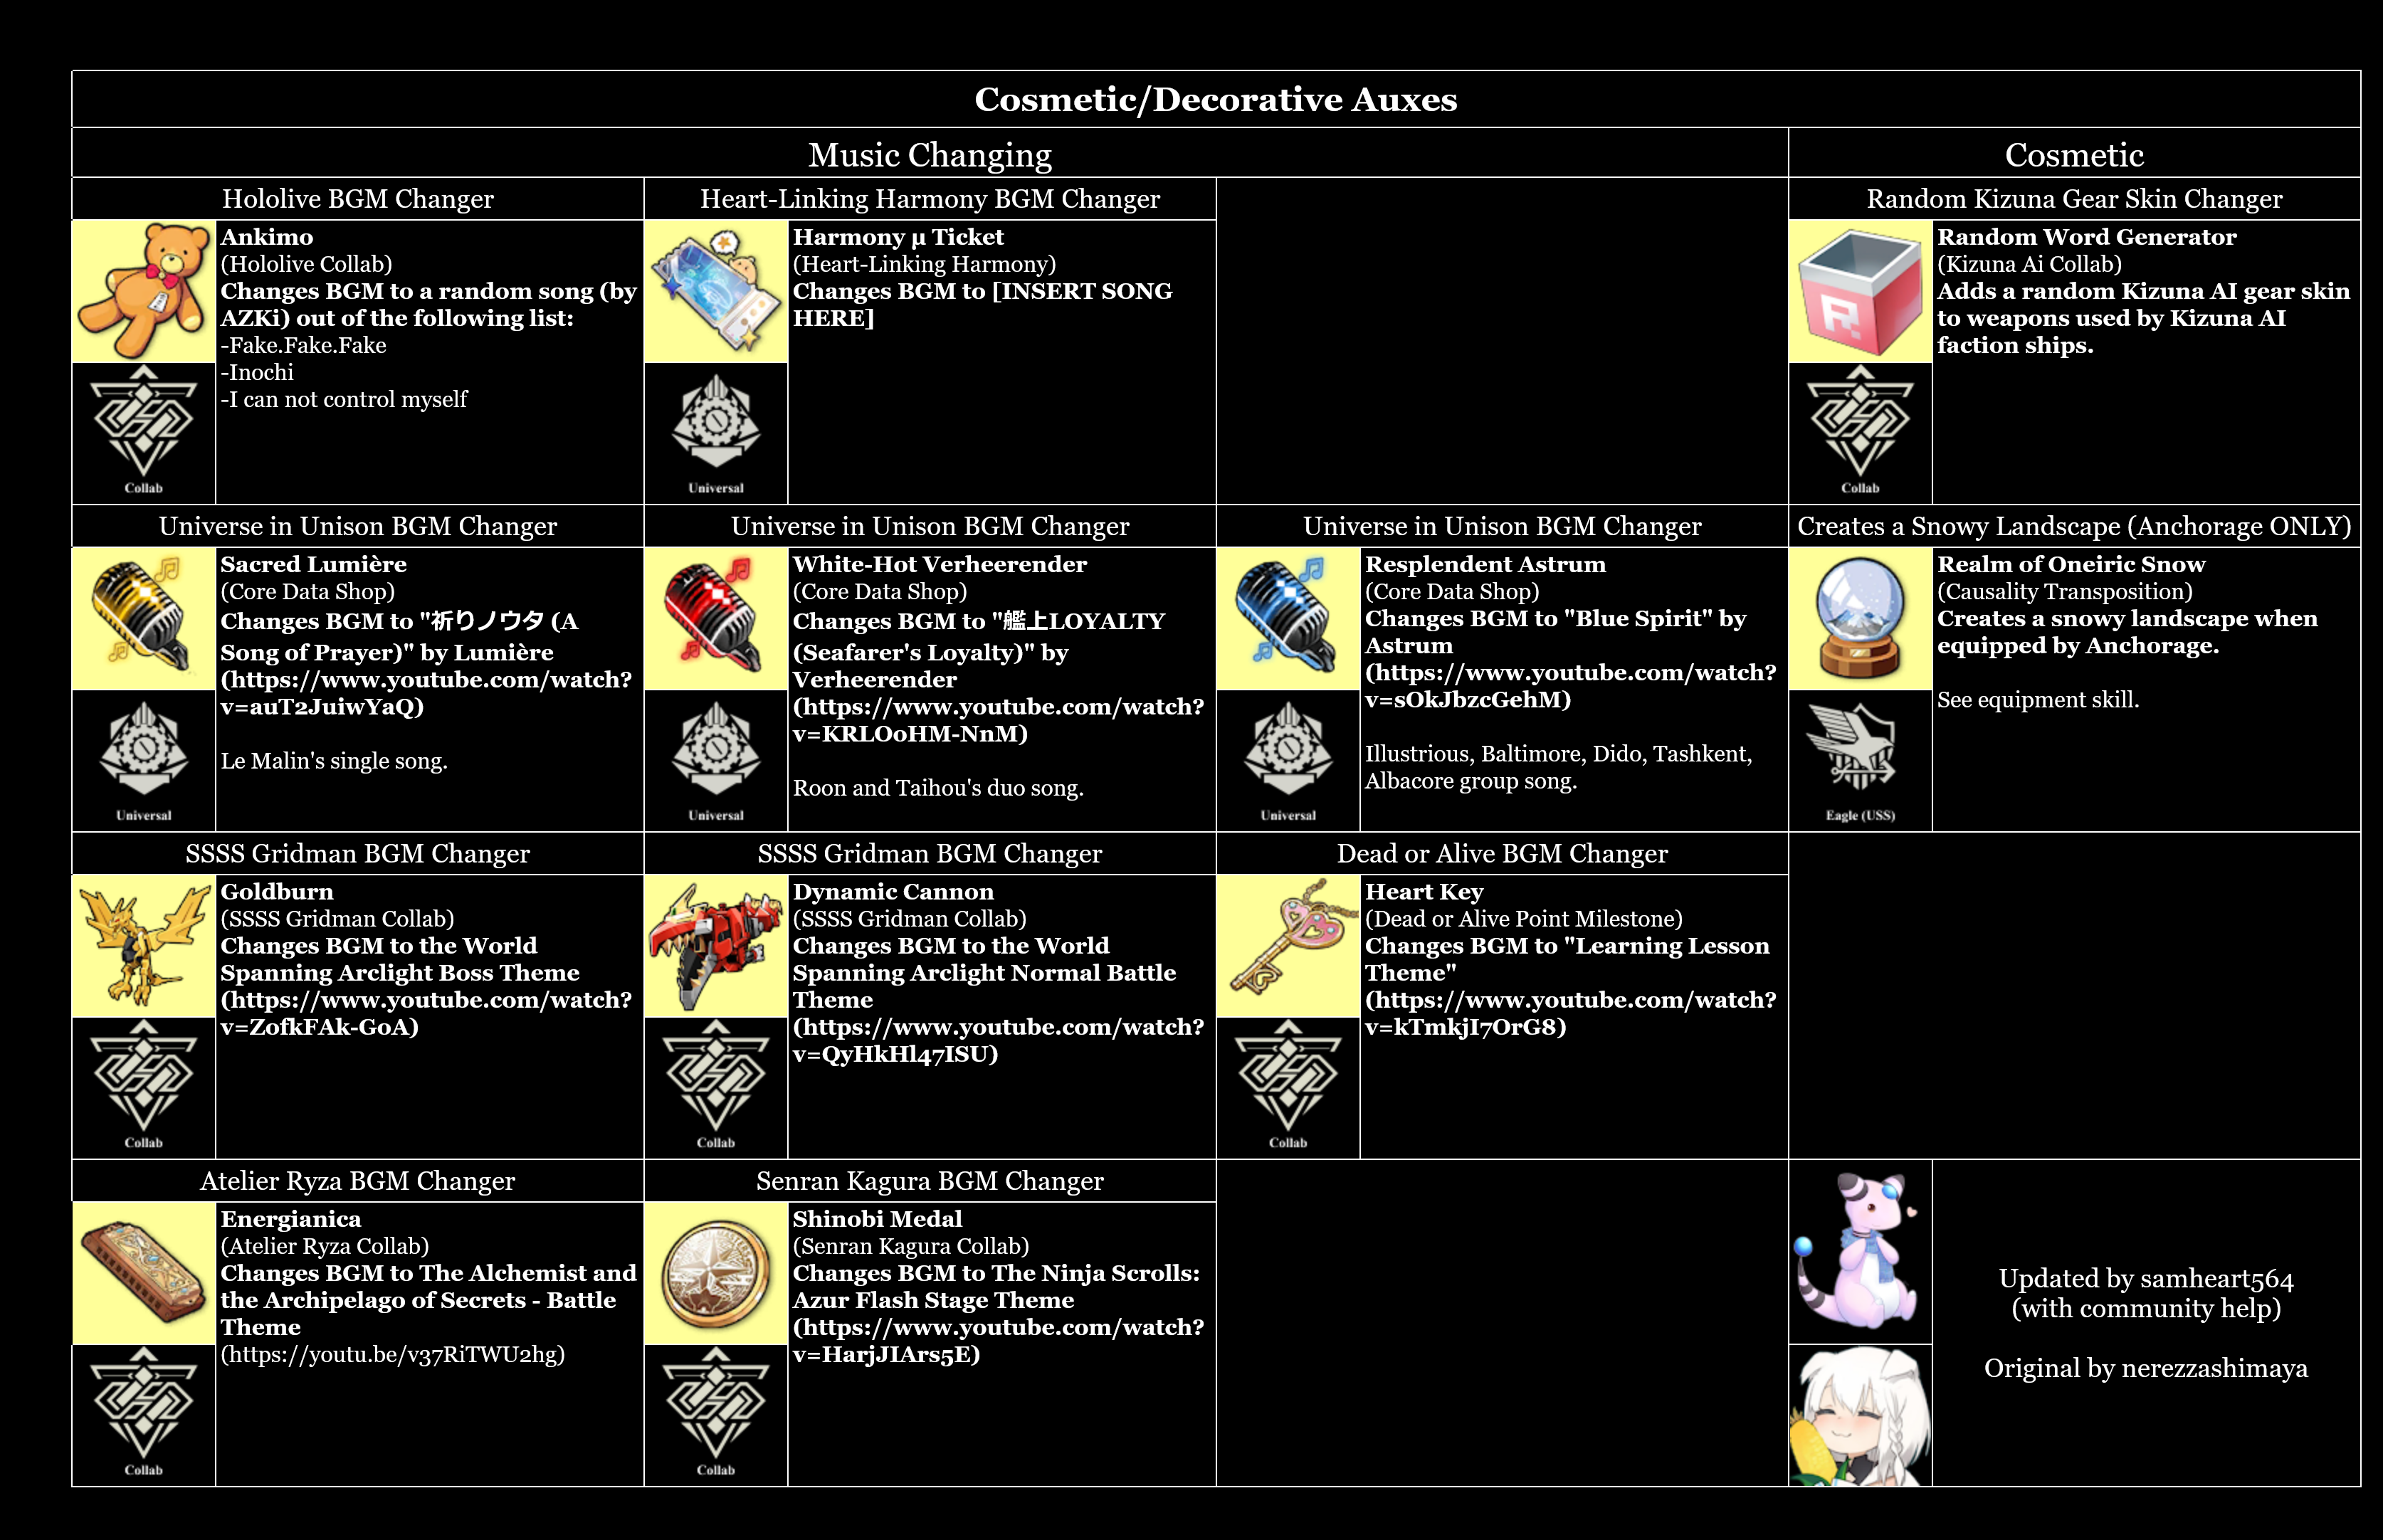 Cosmetic/Decorative Auxes
Music Changing
Cosmetic
Hololive BGM Changer
Ankimo
(Hololive Collab)
Changes BGM to a random song (by
AZKi) out of the following list:
-Fake.Fake.Fake
-Inochi
-I can not control myself
Collab
Heart-Linking Harmony BGM Changer
Harmony µ Ticket
(Heart-Linking Harmony)
Changes BGM to [INSERT SONG
HERE]
Universal
Random Kizuna Gear Skin Changer
Random Word Generator
(Kizuna Ai Collab)
Adds a random Kizuna AI gear skin
to weapons used by Kizuna AI
faction ships.
R.
Collab
Universe in Unison BGM Changer
Sacred Lumière
(Core Data Shop)
Changes BGM to "祈りノウタ (A
Song of Prayer)" by Lumière
(https://www.youtube.com/watch?
v=auT2JuiwYaQ)
Le Malin's single song.
Universal
Universe in Unison BGM Changer
White-Hot Verheerender
(Core Data Shop)
Changes BGM to "艦上LOYALTY
(Seafarer's Loyalty)" by
Verheerender
(https://www.youtube.com/watch?
v=KRLOoHM-NnM)
Roon and Taihou's duo song.
Universal
Universe in Unison BGM Changer
Resplendent Astrum
(Core Data Shop)
Changes BGM to "Blue Spirit" by
Astrum
(https://www.youtube.com/watch?
v=sOkJbzcGehM)
Illustrious, Baltimore, Dido, Tashkent,
Albacore group song.
Universal
Creates a Snowy Landscape (Anchorage ONLY)
Realm of Oneiric Snow
(Causality Transposition)
Creates a snowy landscape when
equipped by Anchorage.
See equipment skill.
Eagle (USS)
SSSS Gridman BGM Changer
Goldburn
(SSSS Gridman Collab)
Changes BGM to the World
Spanning Arclight Boss Theme
(https://www.youtube.com/watch?
v=ZofkFAk-GoA)
Collab
SSSS Gridman BGM Changer
Dynamic Cannon
(SSSS Gridman Collab)
Changes BGM to the World
Spanning Arclight Normal Battle
Theme
(https://www.youtube.com/watch?
v=QyHkHl47ISU)
Collab
Dead or Alive BGM Changer
Heart Key
(Dead or Alive Point Milestone)
Changes BGM to "Learning Lesson
Theme"
(https://www.youtube.com/watch?
v=kTmkjI7OrG8)
Collab
Atelier Ryza BGM Changer
Energianica
(Atelier Ryza Collab)
Changes BGM to The Alchemist and
the Archipelago of Secrets - Battle
Theme
(https://youtu.be/v37RiTWU2hg)
Collab
Senran Kagura BGM Changer
Shinobi Medal
(Senran Kagura Collab)
Changes BGM to The Ninja Scrolls:
Azur Flash Stage Theme
(https://www.youtube.com/watch?
v=HarjJIArs5E)
Collab
Updated by samheart564
(with community help)
Original by nerezzashimaya